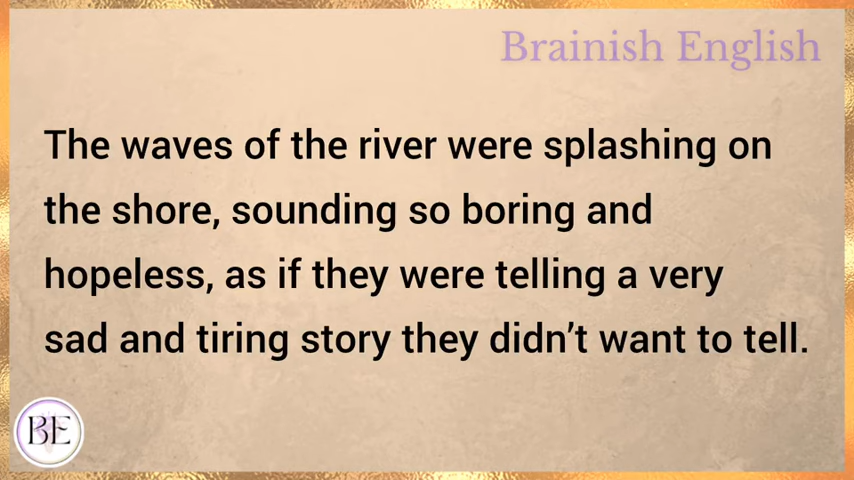 Brainish English
The waves of the river were splashing on
the shore, sounding so boring and
hopeless, as if they were telling a very
sad and tiring story they didn’t want to tell.
BE